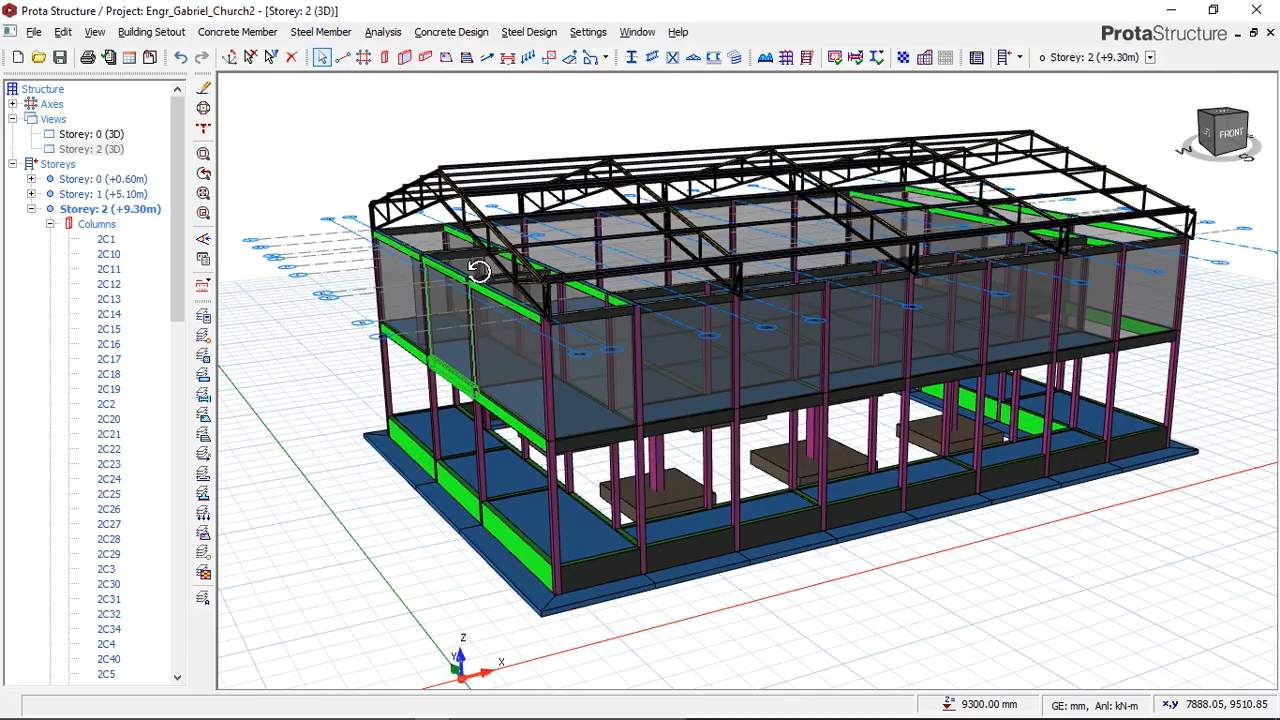 Prota Structure / Project: Engr_Gabriel_Church2 - [Storey: 2 (3D)]
File Edit View Building Setout Concrete Member Steel Member Analysis Concrete Design Steel Design Settings Window Help
ProtaStructure
Storey: 2 (+9.30m)
Structure
Axes
Views
Storey: 0 (3D)
Storey: 2 (3D)
Storeys
Storey: 0 (+0.60m)
Storey: 1 (+5.10m)
Storey: 2 (+9.30m)
Columns
2C1
2C10
2C11
2C12
2C13
2C14
2C15
2C16
2C17
2C18
2C19
2C2
2C20
2C21
2C22
2C23
2C24
2C25
2C26
2C27
2C28
2C29
2C3
2C30
2C31
2C32
2C34
2C4
2C40
2C5
FRONT
W
Z
Y
X
Z=
9300.00 mm
GE: mm, Anl: kN-m
x,y
7888.05, 9510.85